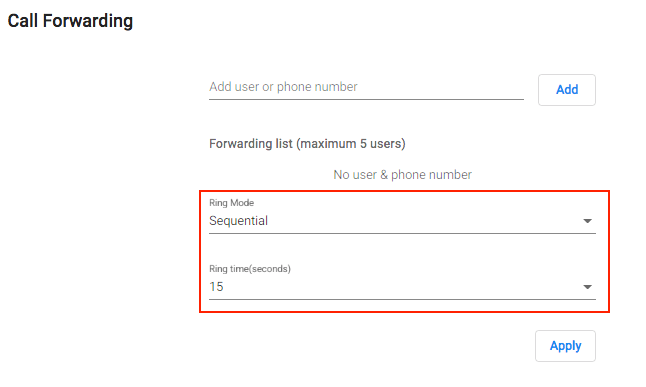 Call Forwarding
Add user or phone number
Add
Forwarding list (maximum 5 users)
No user & phone number
Ring Mode
Sequential
Ring time(seconds)
15
Apply